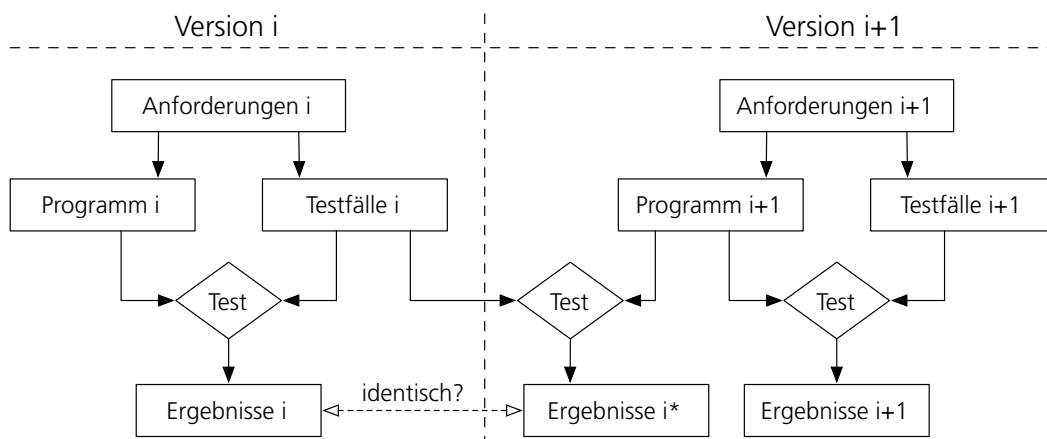 Version i
Version i+1
Anforderungen i
Anforderungen i+1
Programm i
Testfälle i
Programm i+1
Testfälle i+1
Test
Test
Test
identisch?
Ergebnisse i
Ergebnisse i*
Ergebnisse i+1